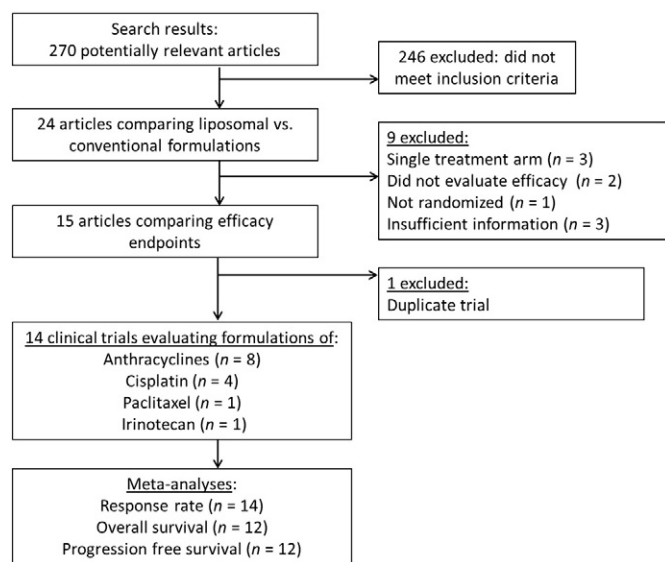 Search results:
270 potentially relevant articles
246 excluded: did not
meet inclusion criteria
24 articles comparing liposomal vs.
conventional formulations
9 excluded:
Single treatment arm (n = 3)
Did not evaluate efficacy (n = 2)
Not randomized (n = 1)
Insufficient information (n = 3)
15 articles comparing efficacy
endpoints
1 excluded:
Duplicate trial
14 clinical trials evaluating formulations of:
Anthracyclines (n = 8)
Cisplatin (n = 4)
Paclitaxel (n = 1)
Irinotecan (n = 1)
Meta-analyses:
Response rate (n = 14)
Overall survival (n = 12)
Progression free survival (n = 12)